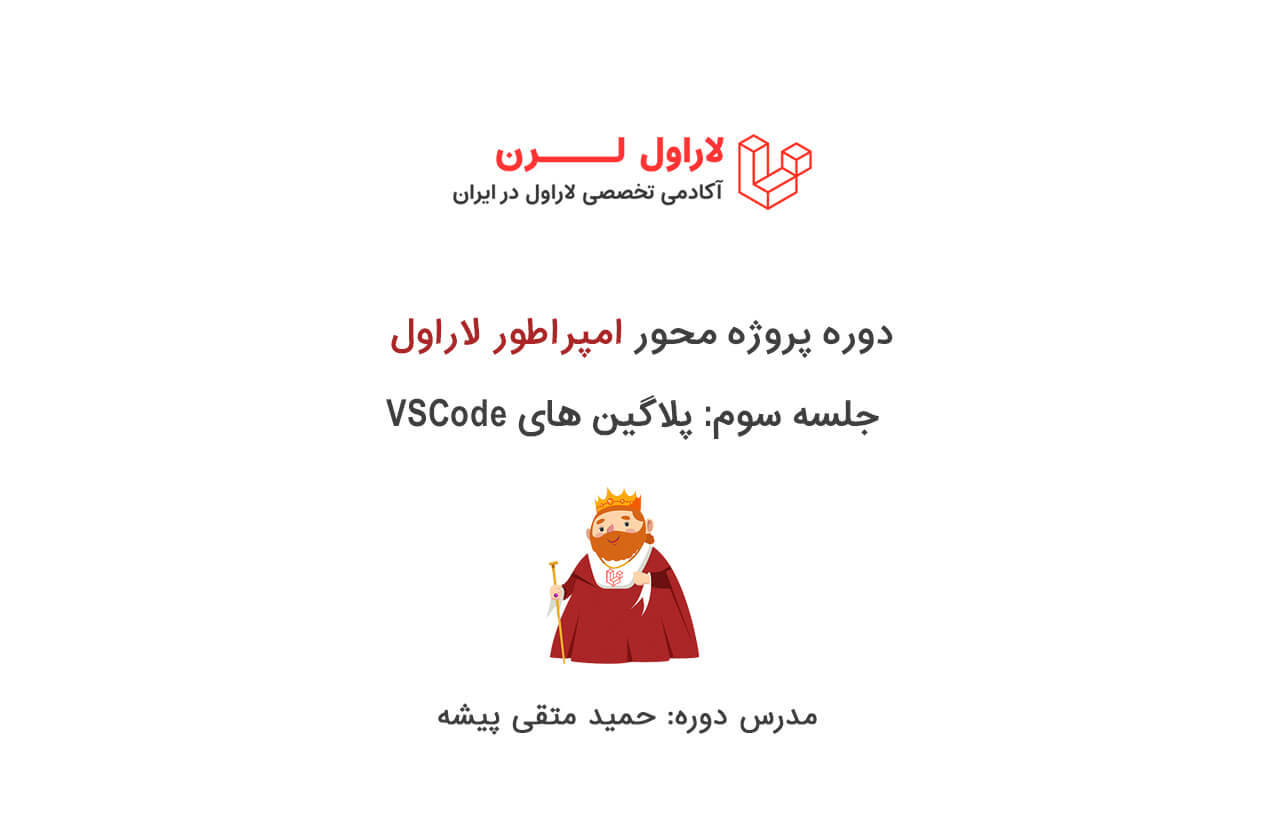 لاراول لـــــرن
آکادمی تخصصی لاراول در ایران
دوره پروژه محور امپراطور لاراول
جلسه سوم: پلاگین های VSCode
مدرس دوره: حمید متقی پیشه